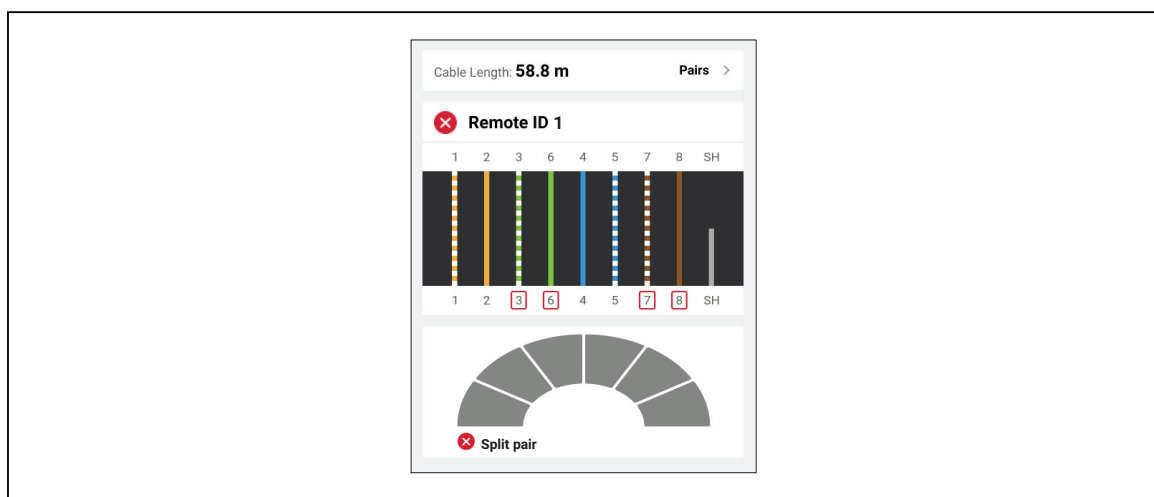 Cable Length: 58.8 m Pairs >
Remote ID 1
1 2 3 6 4 5 7 8 SH
1 2 3 6 4 5 7 8 SH
Split pair